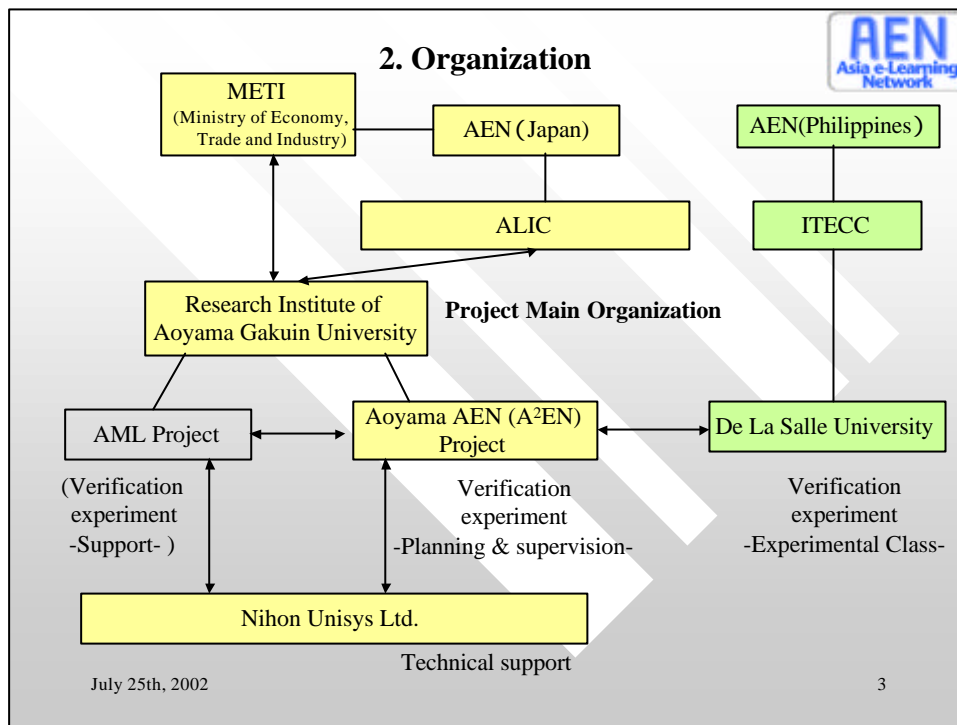 2. Organization
AEN
Asia e-Learning
Network
METI
(Ministry of Economy,
Trade and Industry)
AEN（Japan）
AEN(Philippines）
ALIC
ITECC
Research Institute of
Aoyama Gakuin University
Project Main Organization
AML Project
Aoyama AEN (A²EN)
Project
De La Salle University
(Verification
experiment
-Support- )
Verification
experiment
-Planning & supervision-
Verification
experiment
-Experimental Class-
Nihon Unisys Ltd.
Technical support
July 25th, 2002
3